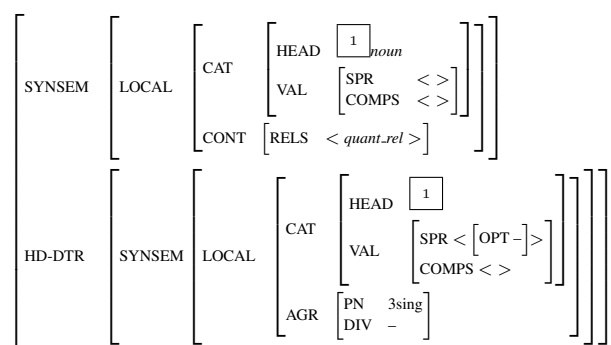 HEAD 1 noun
CAT
SPR < >
SYNSEM LOCAL VAL
COMPS < >
CONT RELS < quant_rel >
HEAD 1
CAT
SPR < [OPT –] >
HD-DTR SYNSEM LOCAL VAL
COMPS < >
AGR PN 3sing
DIV –